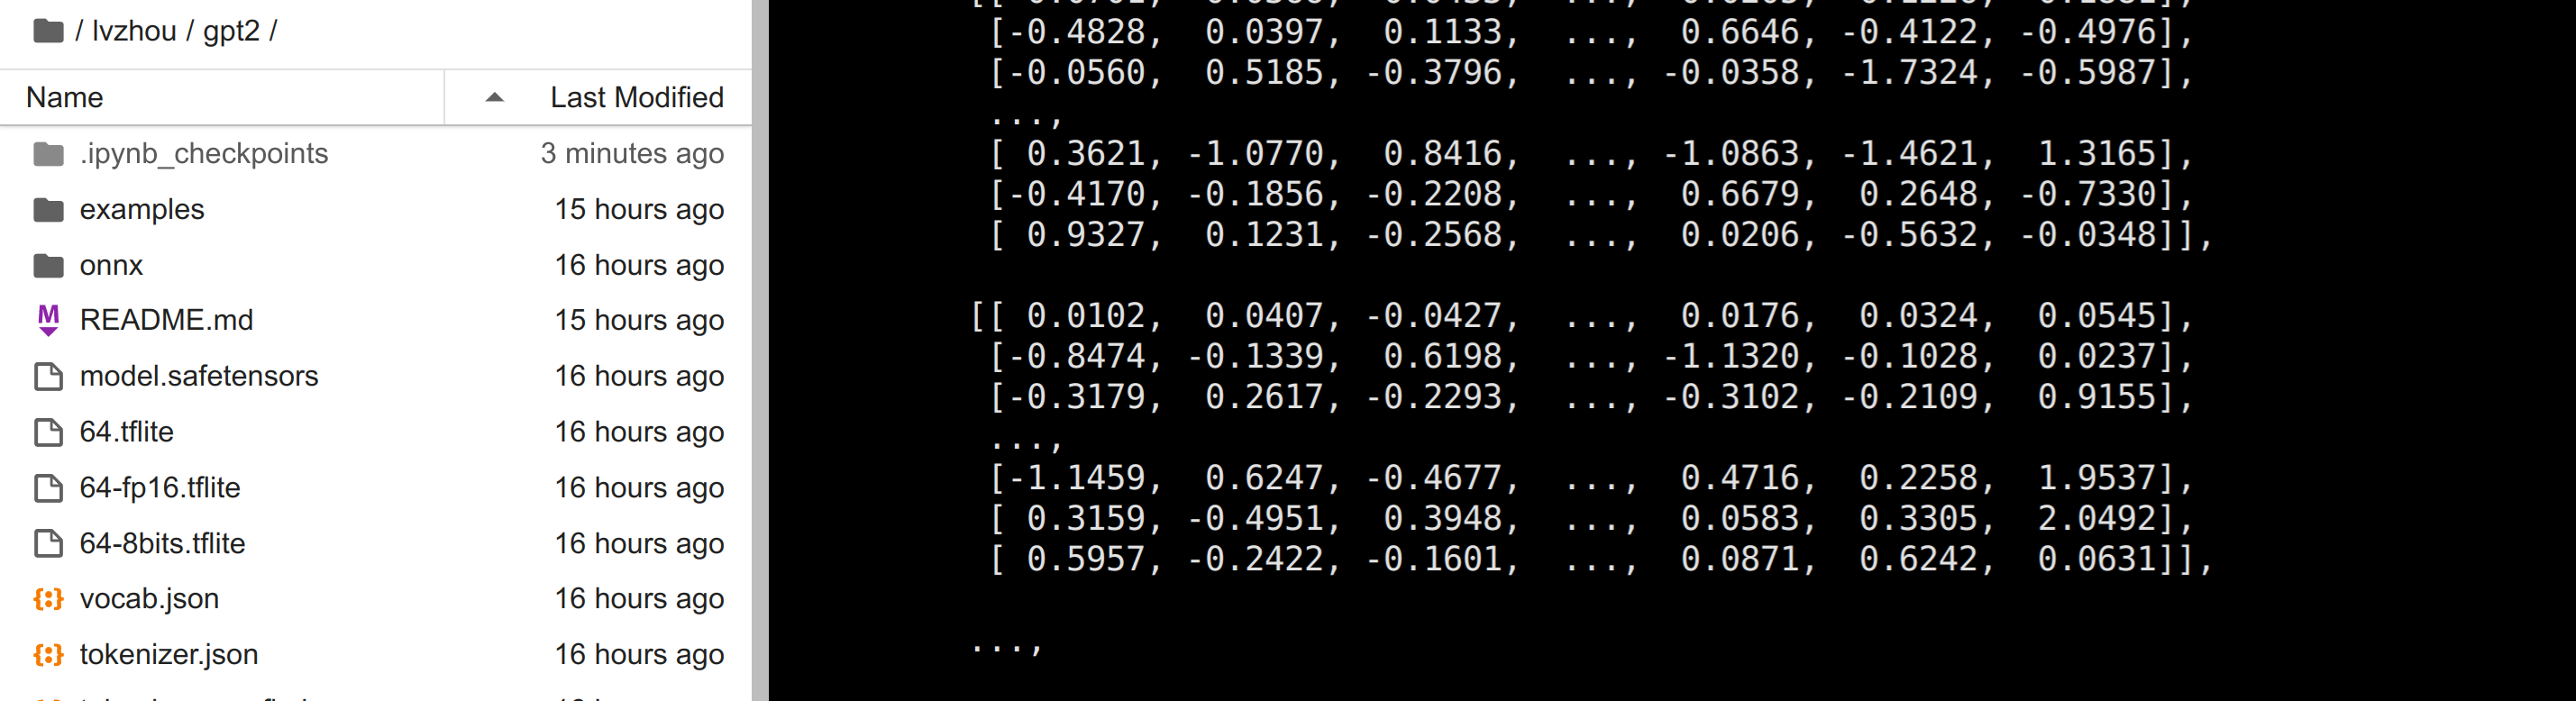 / lvzhou / gpt2 /
Name Last Modified
.ipynb_checkpoints 3 minutes ago
examples 15 hours ago
onnx 16 hours ago
README.md 15 hours ago
model.safetensors 16 hours ago
64.tflite 16 hours ago
64-fp16.tflite 16 hours ago
64-8bits.tflite 16 hours ago
vocab.json 16 hours ago
tokenizer.json 16 hours ago
[-0.4828, 0.0397, 0.1133, ..., 0.6646, -0.4122, -0.4976],
[-0.0560, 0.5185, -0.3796, ..., -0.0358, -1.7324, -0.5987],
...,
[ 0.3621, -1.0770, 0.8416, ..., -1.0863, -1.4621, 1.3165],
[-0.4170, -0.1856, -0.2208, ..., 0.6679, 0.2648, -0.7330],
[ 0.9327, 0.1231, -0.2568, ..., 0.0206, -0.5632, -0.0348]],
[[ 0.0102, 0.0407, -0.0427, ..., 0.0176, 0.0324, 0.0545],
[-0.8474, -0.1339, 0.6198, ..., -1.1320, -0.1028, 0.0237],
[-0.3179, 0.2617, -0.2293, ..., -0.3102, -0.2109, 0.9155],
...,
[-1.1459, 0.6247, -0.4677, ..., 0.4716, 0.2258, 1.9537],
[ 0.3159, -0.4951, 0.3948, ..., 0.0583, 0.3305, 2.0492],
[ 0.5957, -0.2422, -0.1601, ..., 0.0871, 0.6242, 0.0631]],
...,